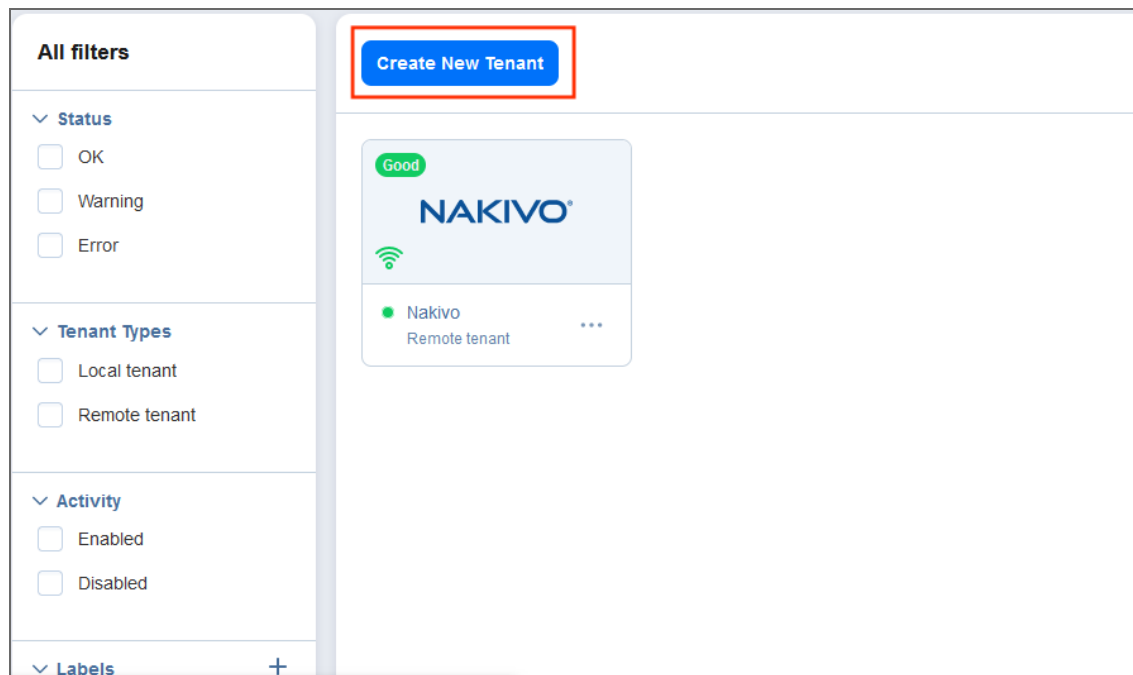 All filters
Status
OK
Warning
Error
Tenant Types
Local tenant
Remote tenant
Activity
Enabled
Disabled
Labels
Create New Tenant
Good
NAKIVO®
Nakivo
Remote tenant